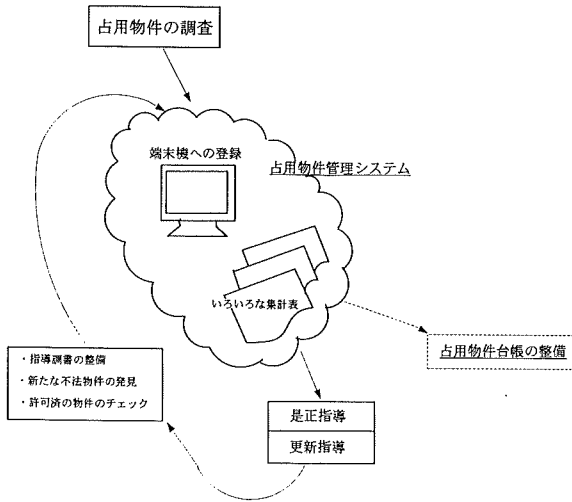 占用物件の調査
端末機への登録
占用物件管理システム
いろいろな集計表
占用物件台帳の整備
・指導調書の整備
・新たな不法物件の発見
・許可済の物件のチェック
是正指導
更新指導